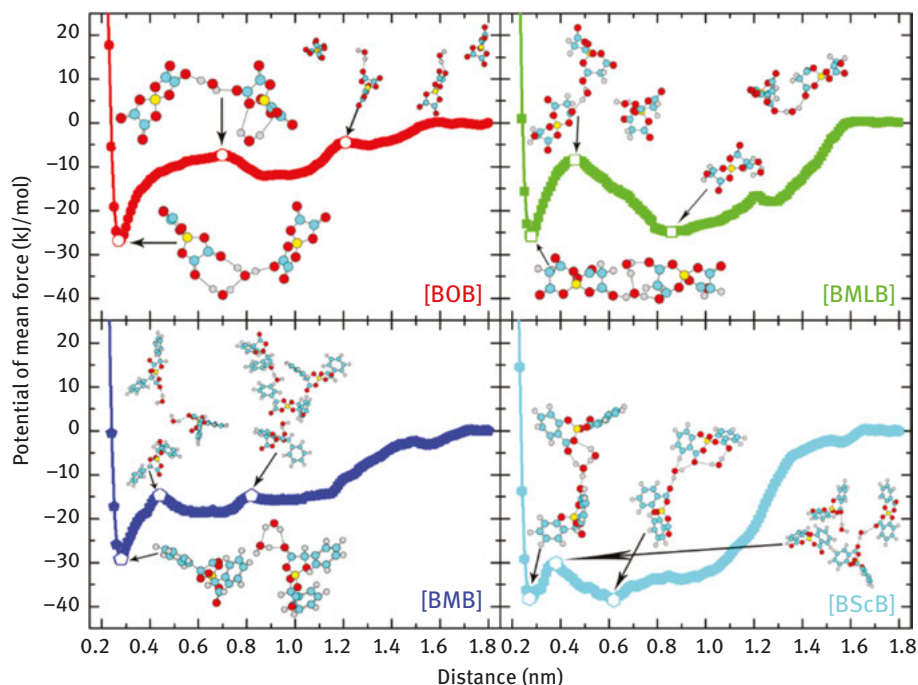 Potential of mean force (kJ/mol)
20
10
0
−10
−20
−30
−40
[BOB]
[BMLB]
20
10
0
−10
−20
−30
−40
[BMB]
[BScB]
0.2 0.4 0.6 0.8 1.0 1.2 1.4 1.6 1.8 0.2 0.4 0.6 0.8 1.0 1.2 1.4 1.6 1.8
Distance (nm)